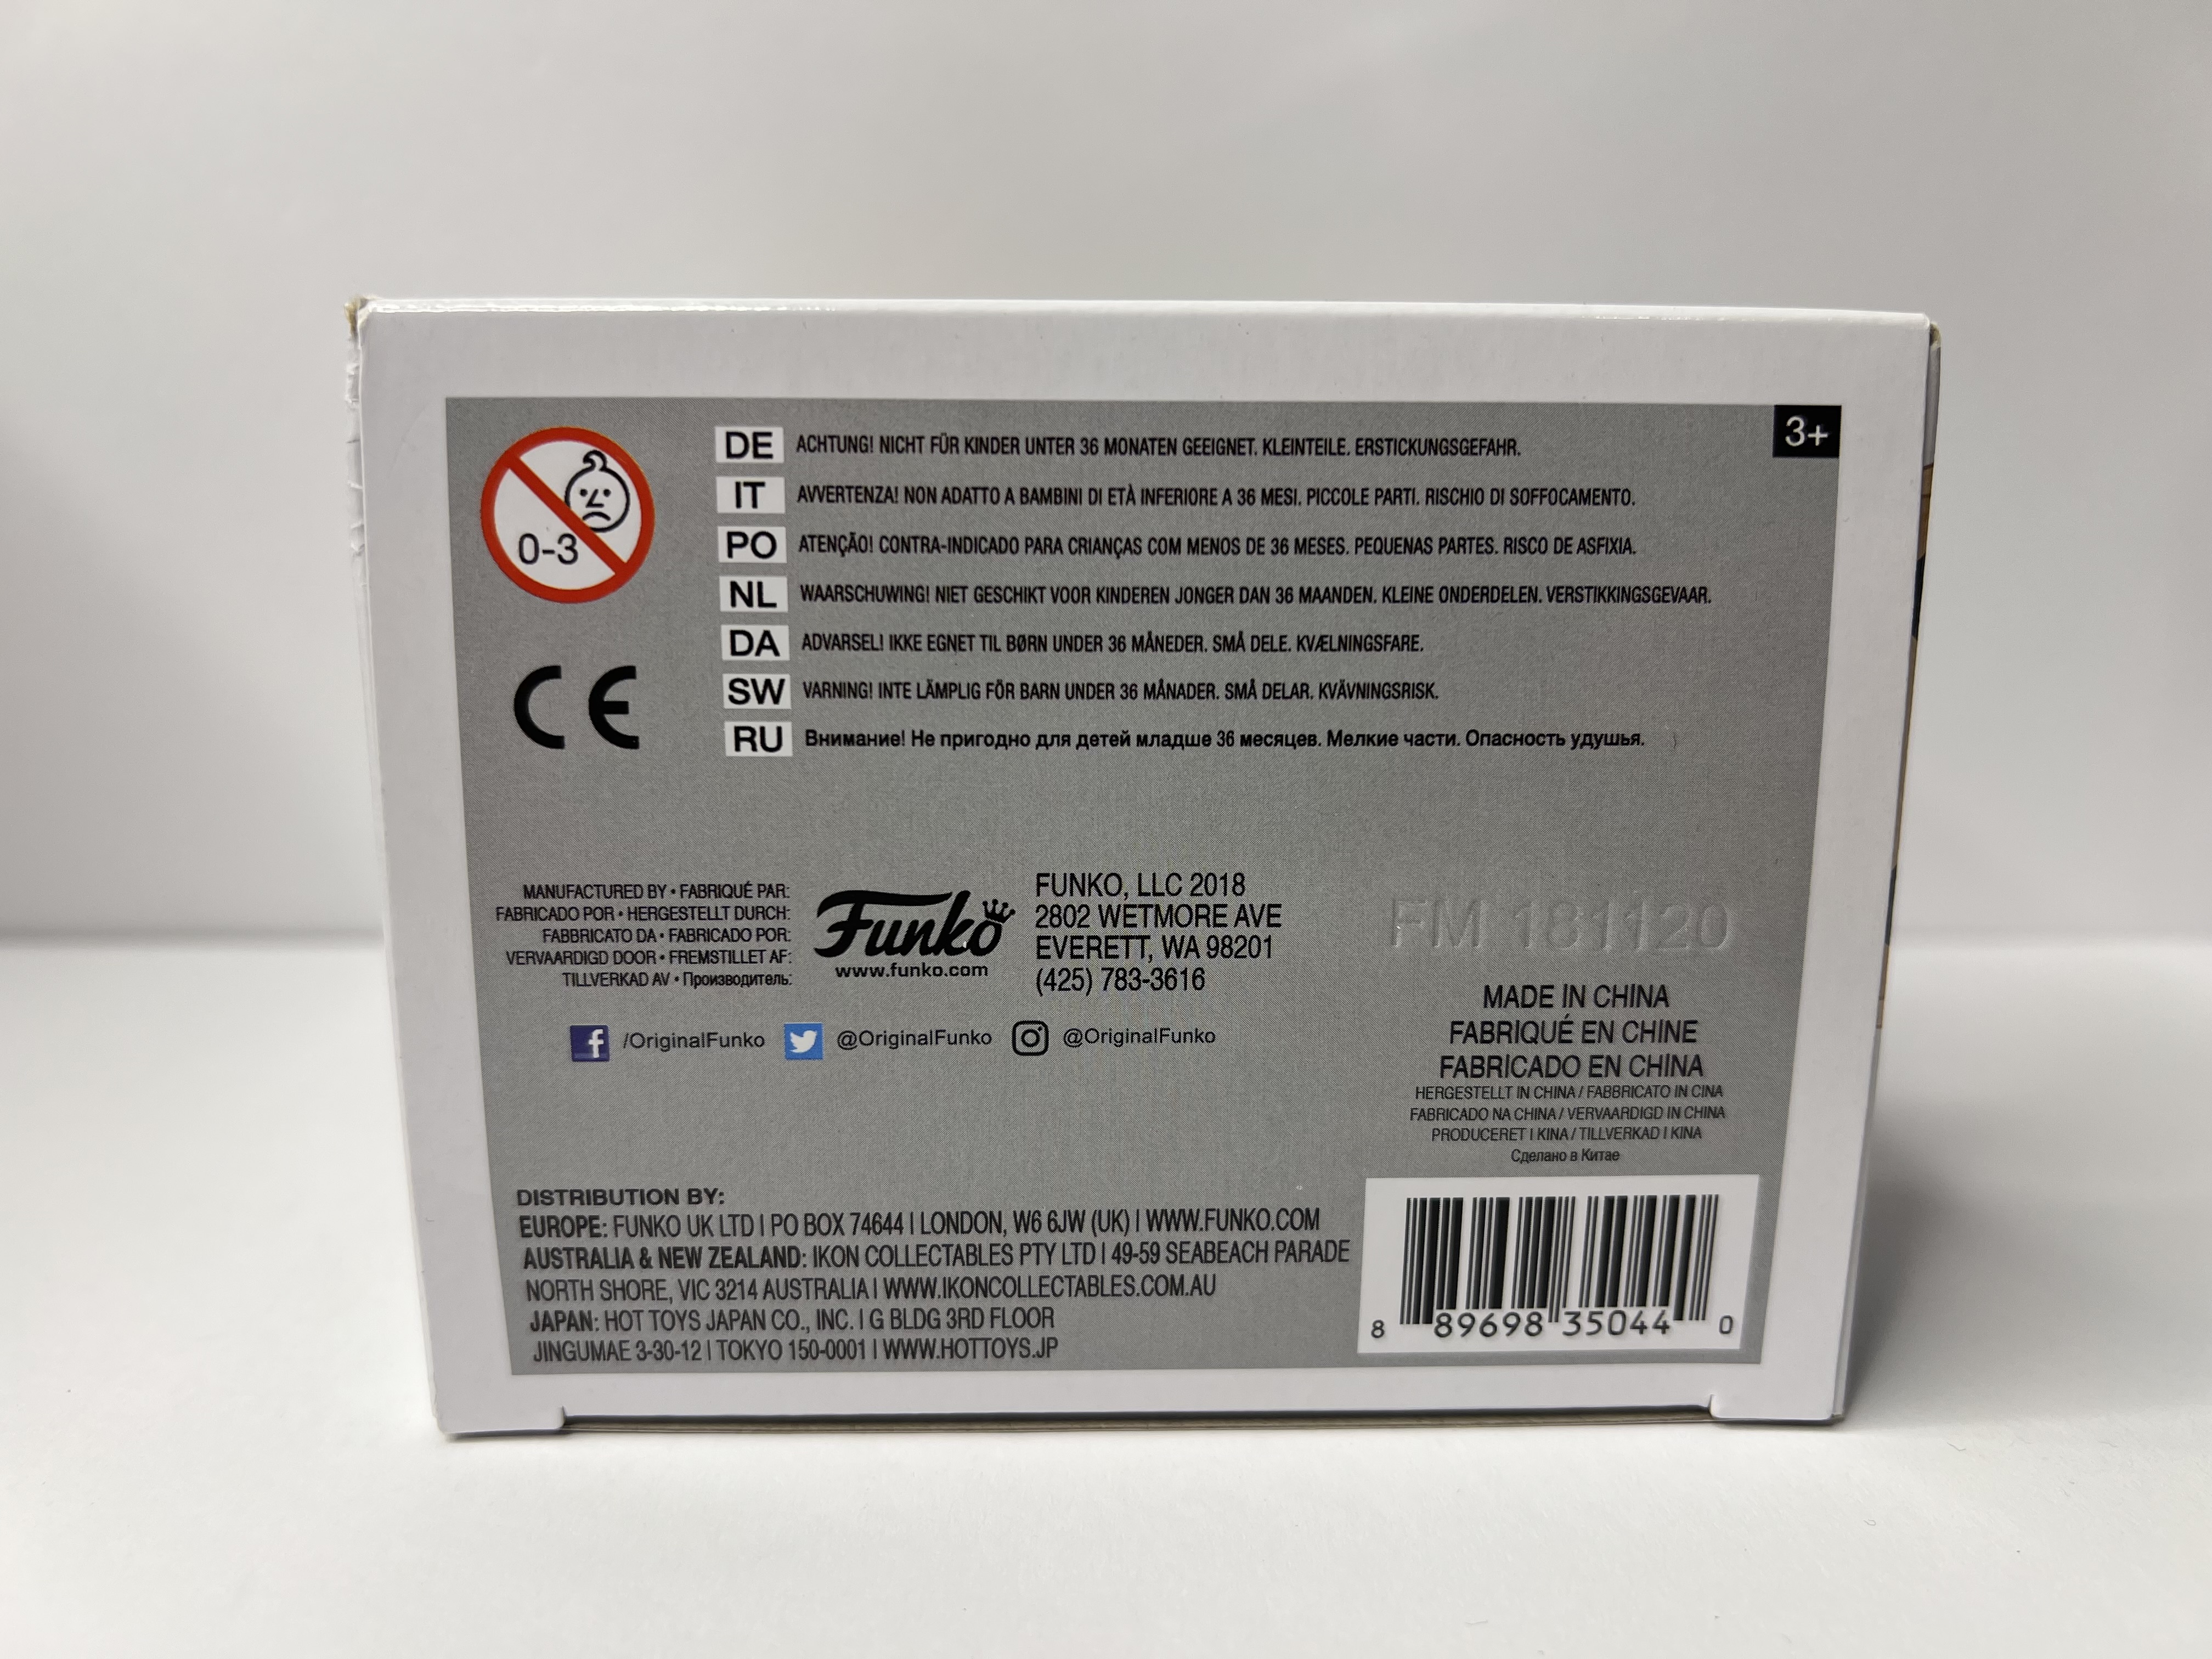 3+
0-3
DE ACHTUNG! NICHT FÜR KINDER UNTER 36 MONATEN GEEIGNET. KLEINTEILE. ERSTICKUNGSGEFAHR.
IT AVVERTENZA! NON ADATTO A BAMBINI DI ETÀ INFERIORE A 36 MESI. PICCOLE PARTI. RISCHIO DI SOFFOCAMENTO.
PO ATENÇÃO! CONTRA-INDICADO PARA CRIANÇAS COM MENOS DE 36 MESES. PEQUENAS PARTES. RISCO DE ASFIXIA.
NL WAARSCHUWING! NIET GESCHIKT VOOR KINDEREN JONGER DAN 36 MAANDEN. KLEINE ONDERDELEN. VERSTIKKINGSGEVAAR.
DA ADVARSEL! IKKE EGNET TIL BØRN UNDER 36 MÅNEDER. SMÅ DELE. KVÆLNINGSFARE.
SW VARNING! INTE LÄMPLIG FÖR BARN UNDER 36 MÅNADER. SMÅ DELAR. KVÄVNINGSRISK.
RU Внимание! Не пригодно для детей младше 36 месяцев. Мелкие части. Опасность удушья.
CE
MANUFACTURED BY • FABRIQUÉ PAR:
FABRICADO POR • HERGESTELLT DURCH:
FABBRICATO DA • FABRICADO POR:
VERVAARDIGD DOOR • FREMSTILLET AF:
TILLVERKAD AV • Производитель:
Funko
www.funko.com
FUNKO, LLC 2018
2802 WETMORE AVE
EVERETT, WA 98201
(425) 783-3616
/OriginalFunko @OriginalFunko @OriginalFunko
FM 181120
MADE IN CHINA
FABRIQUÉ EN CHINE
FABRICADO EN CHINA
HERGESTELLT IN CHINA / FABBRICATO IN CINA
FABRICADO NA CHINA / VERVAARDIGD IN CHINA
PRODUCERET I KINA / TILLVERKAD I KINA
Сделано в Китае
DISTRIBUTION BY:
EUROPE: FUNKO UK LTD | PO BOX 74644 | LONDON, W6 6JW (UK) | WWW.FUNKO.COM
AUSTRALIA & NEW ZEALAND: IKON COLLECTABLES PTY LTD | 49-59 SEABEACH PARADE
NORTH SHORE, VIC 3214 AUSTRALIA | WWW.IKONCOLLECTABLES.COM.AU
JAPAN: HOT TOYS JAPAN CO., INC. | G BLDG 3RD FLOOR
JINGUMAE 3-30-12 | TOKYO 150-0001 | WWW.HOTTOYS.JP
8 89698 35044 0